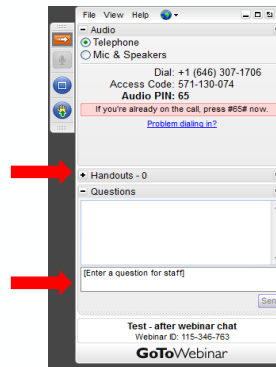 File View Help
Audio
Telephone
Mic & Speakers
Dial: +1 (646) 307-1706
Access Code: 571-130-074
Audio PIN: 65
If you're already on the call, press #65# now.
Problem dialing in?
Handouts - 0
Questions
[Enter a question for staff]
Sen
Test - after webinar chat
Webinar ID: 115-346-763
GoToWebinar